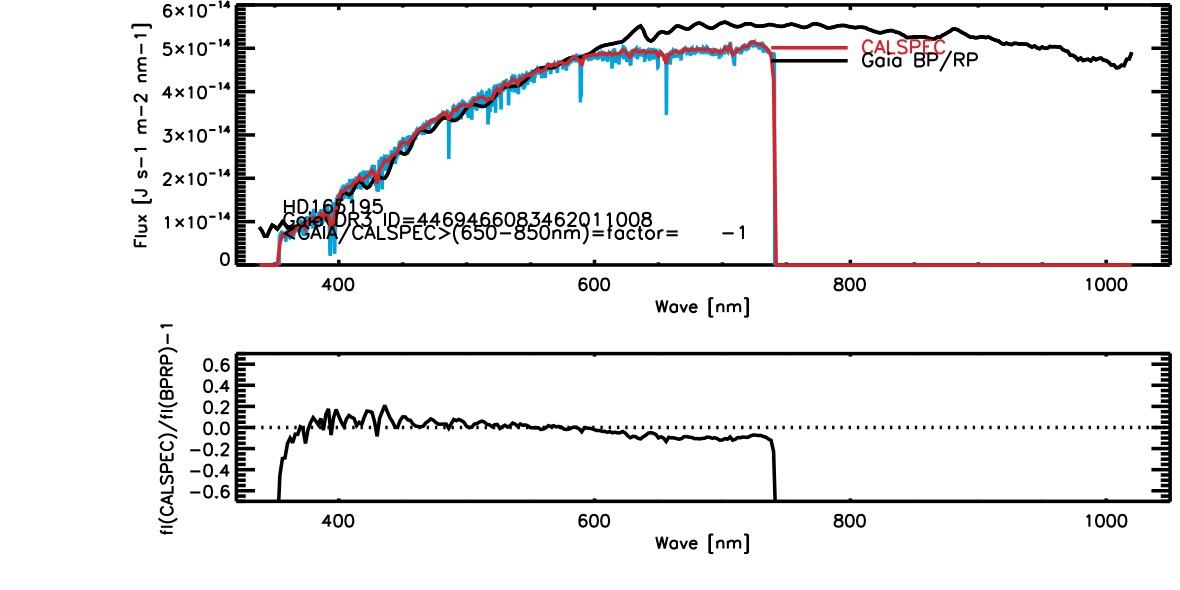 6×10−14
5×10−14
4×10−14
3×10−14
2×10−14
1×10−14
0
Flux [J s−1 m−2 nm−1]
CALSPEC
Gaia BP/RP
HD165195
Gaia DR3 ID=4469466083462011008
<GAIA/CALSPEC>(650−850nm)=factor= −1
400 600 800 1000
Wave [nm]
fl(CALSPEC)/fl(BPRP)−1
0.6
0.4
0.2
0.0
−0.2
−0.4
−0.6
400 600 800 1000
Wave [nm]